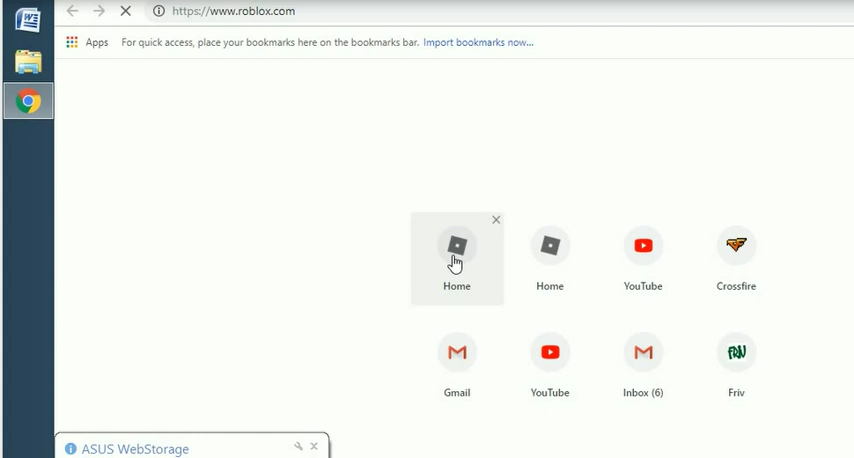 https://www.roblox.com
Apps For quick access, place your bookmarks here on the bookmarks bar. Import bookmarks now...
Home Home YouTube Crossfire
Gmail YouTube Inbox (6) Friv
ASUS WebStorage